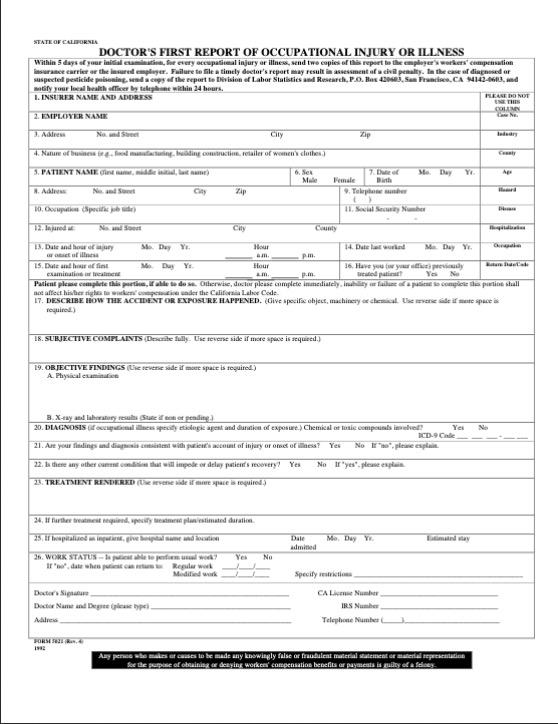 STATE OF CALIFORNIA
DOCTOR'S FIRST REPORT OF OCCUPATIONAL INJURY OR ILLNESS
Within 5 days of your initial examination, for every occupational injury or illness, send two copies of this report to the employer's workers' compensation
insurance carrier or the insured employer. Failure to file a timely doctor's report may result in assessment of a civil penalty. In the case of diagnosed or
suspected pesticide poisoning, send a copy of the report to Division of Labor Statistics and Research, P.O. Box 420603, San Francisco, CA 94142-0603, and
notify your local health officer by telephone within 24 hours.
1. INSURER NAME AND ADDRESS
PLEASE DO NOT
USE THIS
COLUMN
2. EMPLOYER NAME
Case No.
3. Address No. and Street City Zip
Industry
4. Nature of business (e.g., food manufacturing, building construction, retailer of women's clothes.)
County
5. PATIENT NAME (first name, middle initial, last name) 6. Sex 7. Date of Mo. Day Yr.
Male Female Birth
Age
8. Address: No. and Street City Zip 9. Telephone number
( )
Hazard
10. Occupation (Specific job title) 11. Social Security Number
- -
Disease
12. Injured at: No. and Street City County
Hospitalization
13. Date and hour of injury Mo. Day Yr. Hour 14. Date last worked Mo. Day Yr.
or onset of illness ______ a.m. ______ p.m.
Occupation
15. Date and hour of first Mo. Day Yr. Hour 16. Have you (or your office) previously
examination or treatment ______ a.m. ______ p.m. treated patient? Yes No
Return Date/Code
Patient please complete this portion, if able to do so. Otherwise, doctor please complete immediately, inability or failure of a patient to complete this portion shall
not affect his/her rights to workers' compensation under the California Labor Code.
17. DESCRIBE HOW THE ACCIDENT OR EXPOSURE HAPPENED. (Give specific object, machinery or chemical. Use reverse side if more space is
required.)
18. SUBJECTIVE COMPLAINTS (Describe fully. Use reverse side if more space is required.)
19. OBJECTIVE FINDINGS (Use reverse side if more space is required.)
A. Physical examination
B. X-ray and laboratory results (State if non or pending.)
20. DIAGNOSIS (if occupational illness specify etiologic agent and duration of exposure.) Chemical or toxic compounds involved? Yes No
ICD-9 Code ___ ___ ___ - ___ ___
21. Are your findings and diagnosis consistent with patient's account of injury or onset of illness? Yes No If "no", please explain.
22. Is there any other current condition that will impede or delay patient's recovery? Yes No If "yes", please explain.
23. TREATMENT RENDERED (Use reverse side if more space is required.)
24. If further treatment required, specify treatment plan/estimated duration.
25. If hospitalized as inpatient, give hospital name and location Date Mo. Day Yr. Estimated stay
admitted
26. WORK STATUS -- Is patient able to perform usual work? Yes No
If "no", date when patient can return to: Regular work ____/____/____
Modified work ____/____/____ Specify restrictions ____________________
Doctor's Signature ____________________ CA License Number ____________________
Doctor Name and Degree (please type) ____________________ IRS Number ____________________
Address ____________________ Telephone Number (_____)____________________
FORM 5021 (Rev. 4)
1992
Any person who makes or causes to be made any knowingly false or fraudulent material statement or material representation
for the purpose of obtaining or denying workers' compensation benefits or payments is guilty of a felony.